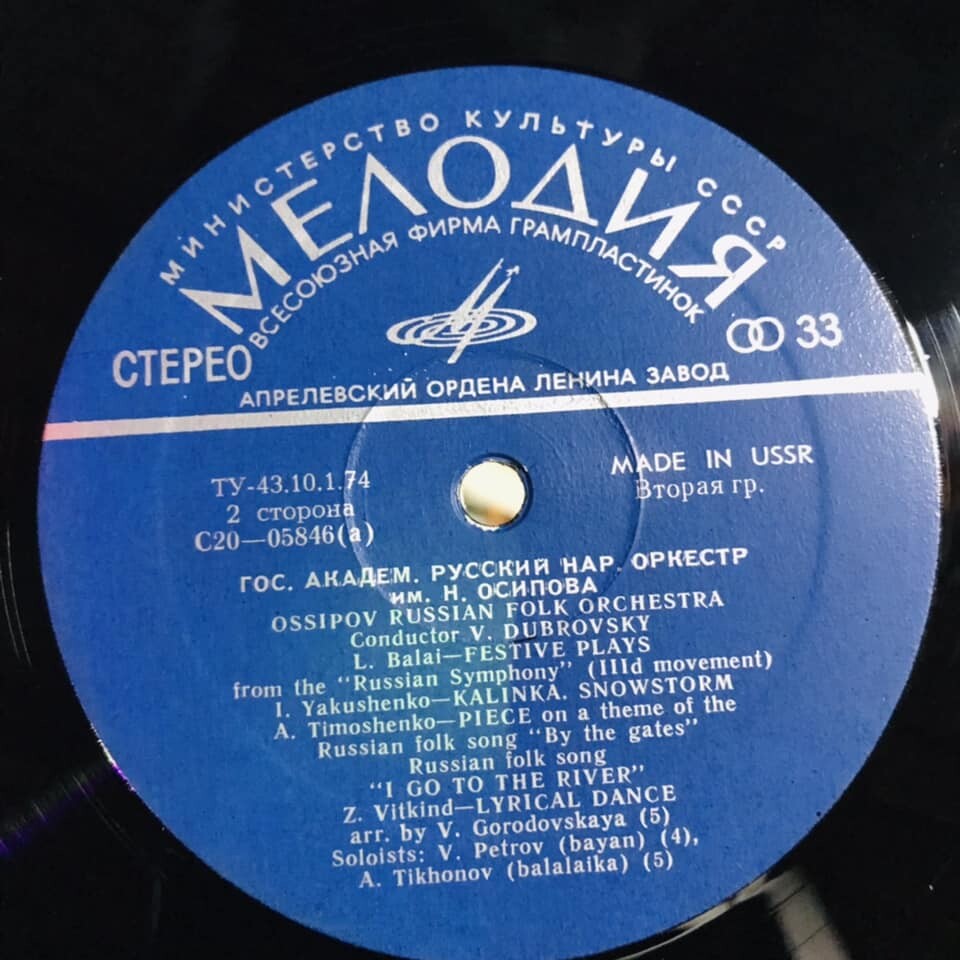 МИНИСТЕРСТВО КУЛЬТУРЫ СССР
МЕЛОДИЯ
ВСЕСОЮЗНАЯ ФИРМА ГРАМПЛАСТИНОК
СТЕРЕО
33
АПРЕЛЕВСКИЙ ОРДЕНА ЛЕНИНА ЗАВОД
ТУ-43.10.1.74
2 сторона
С20—05846(а)
MADE IN USSR
Вторая гр.
ГОС. АКАДЕМ. РУССКИЙ НАР. ОРКЕСТР
им. Н. ОСИПОВА
OSSIPOV RUSSIAN FOLK ORCHESTRA
Conductor V. DUBROVSKY
L. Balai—FESTIVE PLAYS
from the “Russian Symphony” (IIId movement)
I. Yakushenko—KALINKA. SNOWSTORM
A. Timoshenko—PIECE on a theme of the
Russian folk song “By the gates”
Russian folk song
“I GO TO THE RIVER”
Z. Vitkind—LYRICAL DANCE
arr. by V. Gorodovskaya (5)
Soloists: V. Petrov (bayan) (4),
A. Tikhonov (balalaika) (5)